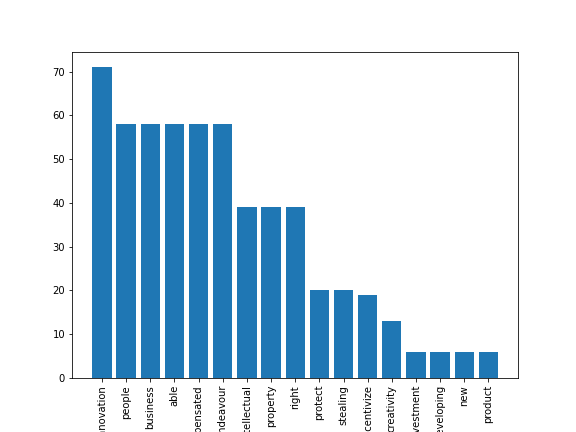 70
60
50
40
30
20
10
0
nnovation
people
business
able
pensated
ndeavour
tellectual
property
right
protect
stealing
centivize
creativity
vestment
eveloping
new
product